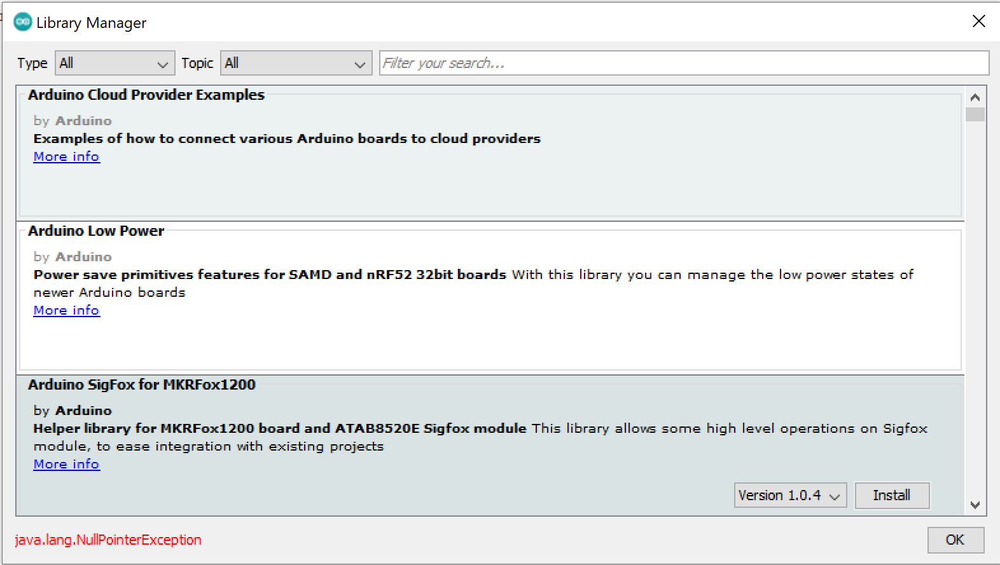 Library Manager
Type All Topic All Filter your search...
Arduino Cloud Provider Examples
by Arduino
Examples of how to connect various Arduino boards to cloud providers
More info
Arduino Low Power
by Arduino
Power save primitives features for SAMD and nRF52 32bit boards With this library you can manage the low power states of
newer Arduino boards
More info
Arduino SigFox for MKRFox1200
by Arduino
Helper library for MKRFox1200 board and ATAB8520E Sigfox module This library allows some high level operations on Sigfox
module, to ease integration with existing projects
More info
Version 1.0.4 Install
java.lang.NullPointerException OK